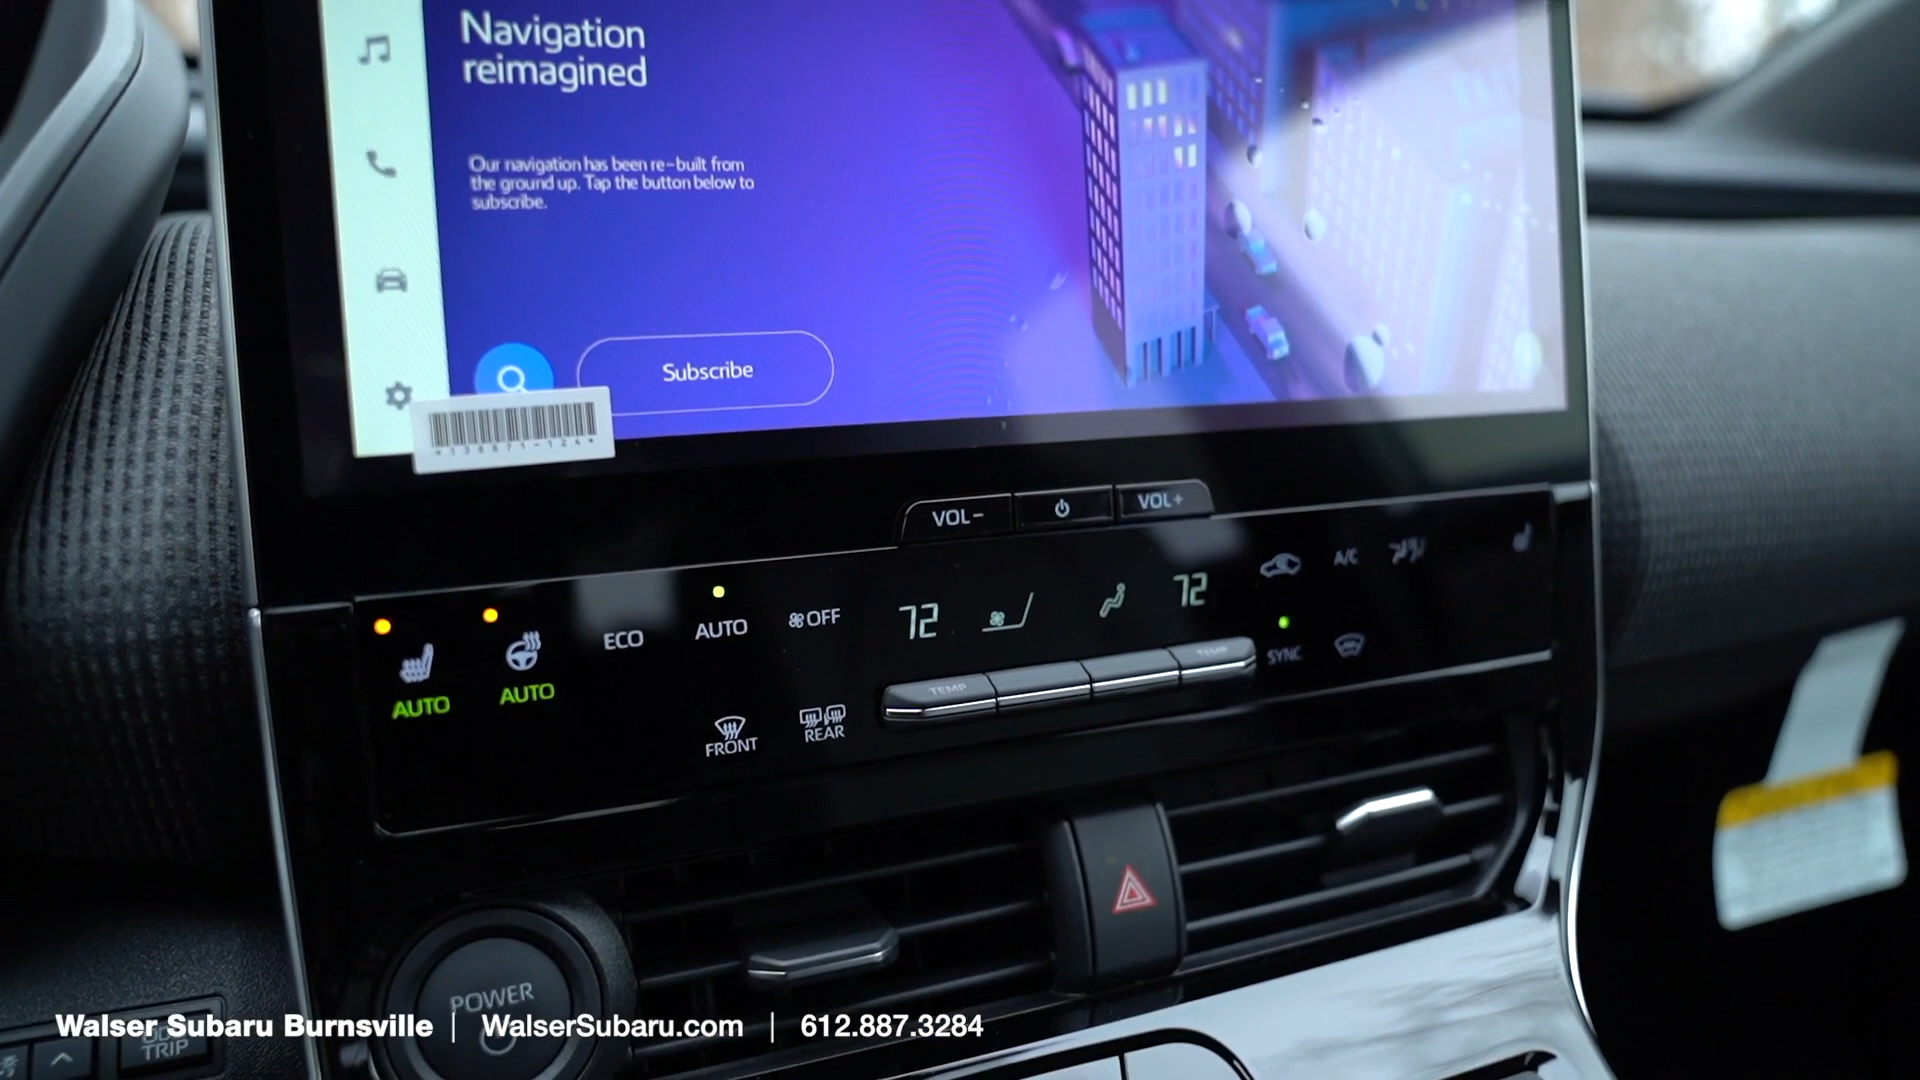 Navigation
reimagined
Our navigation has been re-built from
the ground up. Tap the button below to
subscribe.
Subscribe
VOL-
VOL+
AUTO
AUTO
ECO
AUTO
OFF
72
72
A/C
SYNC
TEMP
TEMP
FRONT
REAR
POWER
TRIP
Walser Subaru Burnsville | WalserSubaru.com | 612.887.3284